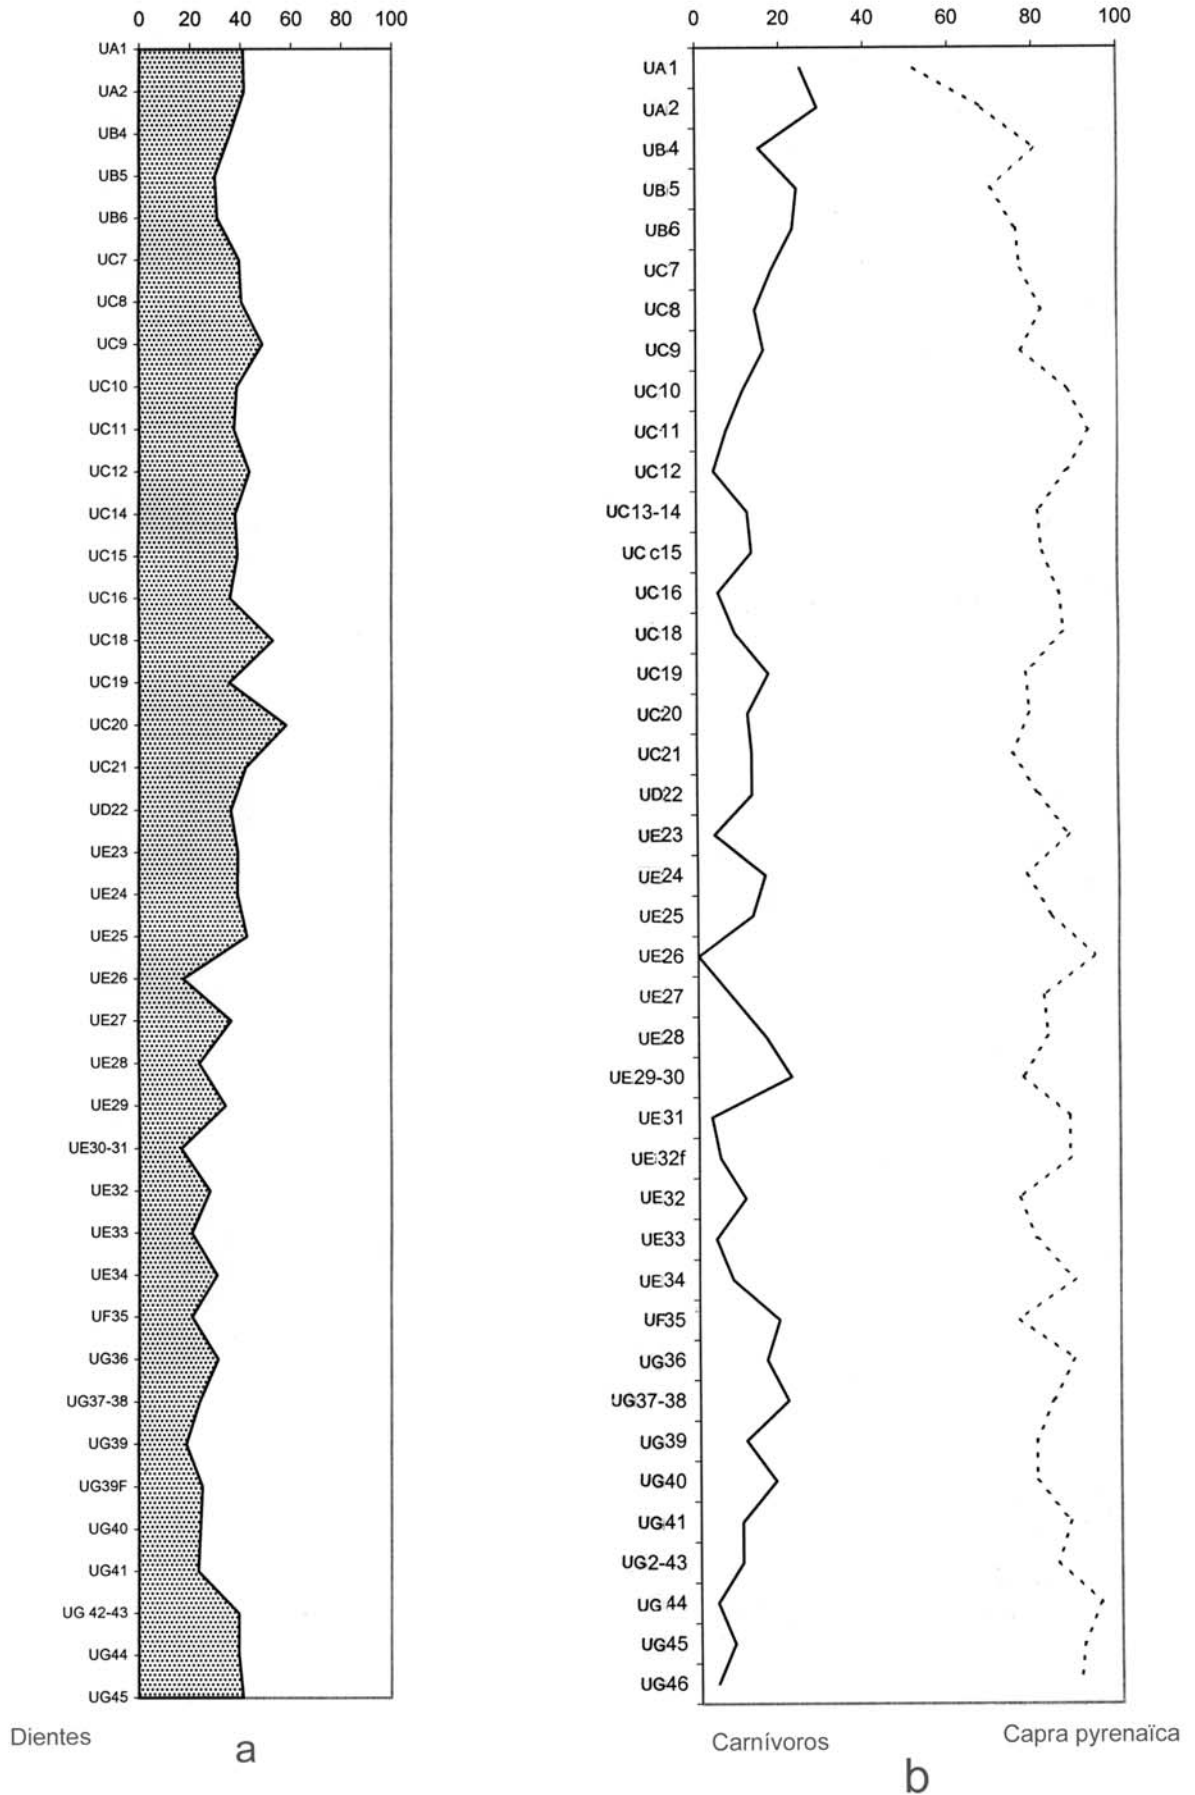 0 20 40 60 80 100
UA1
UA2
UB4
UB5
UB6
UC7
UC8
UC9
UC10
UC11
UC12
UC14
UC15
UC16
UC18
UC19
UC20
UC21
UD22
UE23
UE24
UE25
UE26
UE27
UE28
UE29
UE30-31
UE32
UE33
UE34
UF35
UG36
UG37-38
UG39
UG39F
UG40
UG41
UG 42-43
UG44
UG45
Dientes
a
0 20 40 60 80 100
UA1
UA2
UB4
UB5
UB6
UC7
UC8
UC9
UC10
UC11
UC12
UC13-14
UC c15
UC16
UC18
UC19
UC20
UC21
UD22
UE23
UE24
UE25
UE26
UE27
UE28
UE29-30
UE31
UE32f
UE32
UE33
UE34
UF35
UG36
UG37-38
UG39
UG40
UG41
UG2-43
UG44
UG45
UG46
Carnívoros
Capra pyrenaïca
b